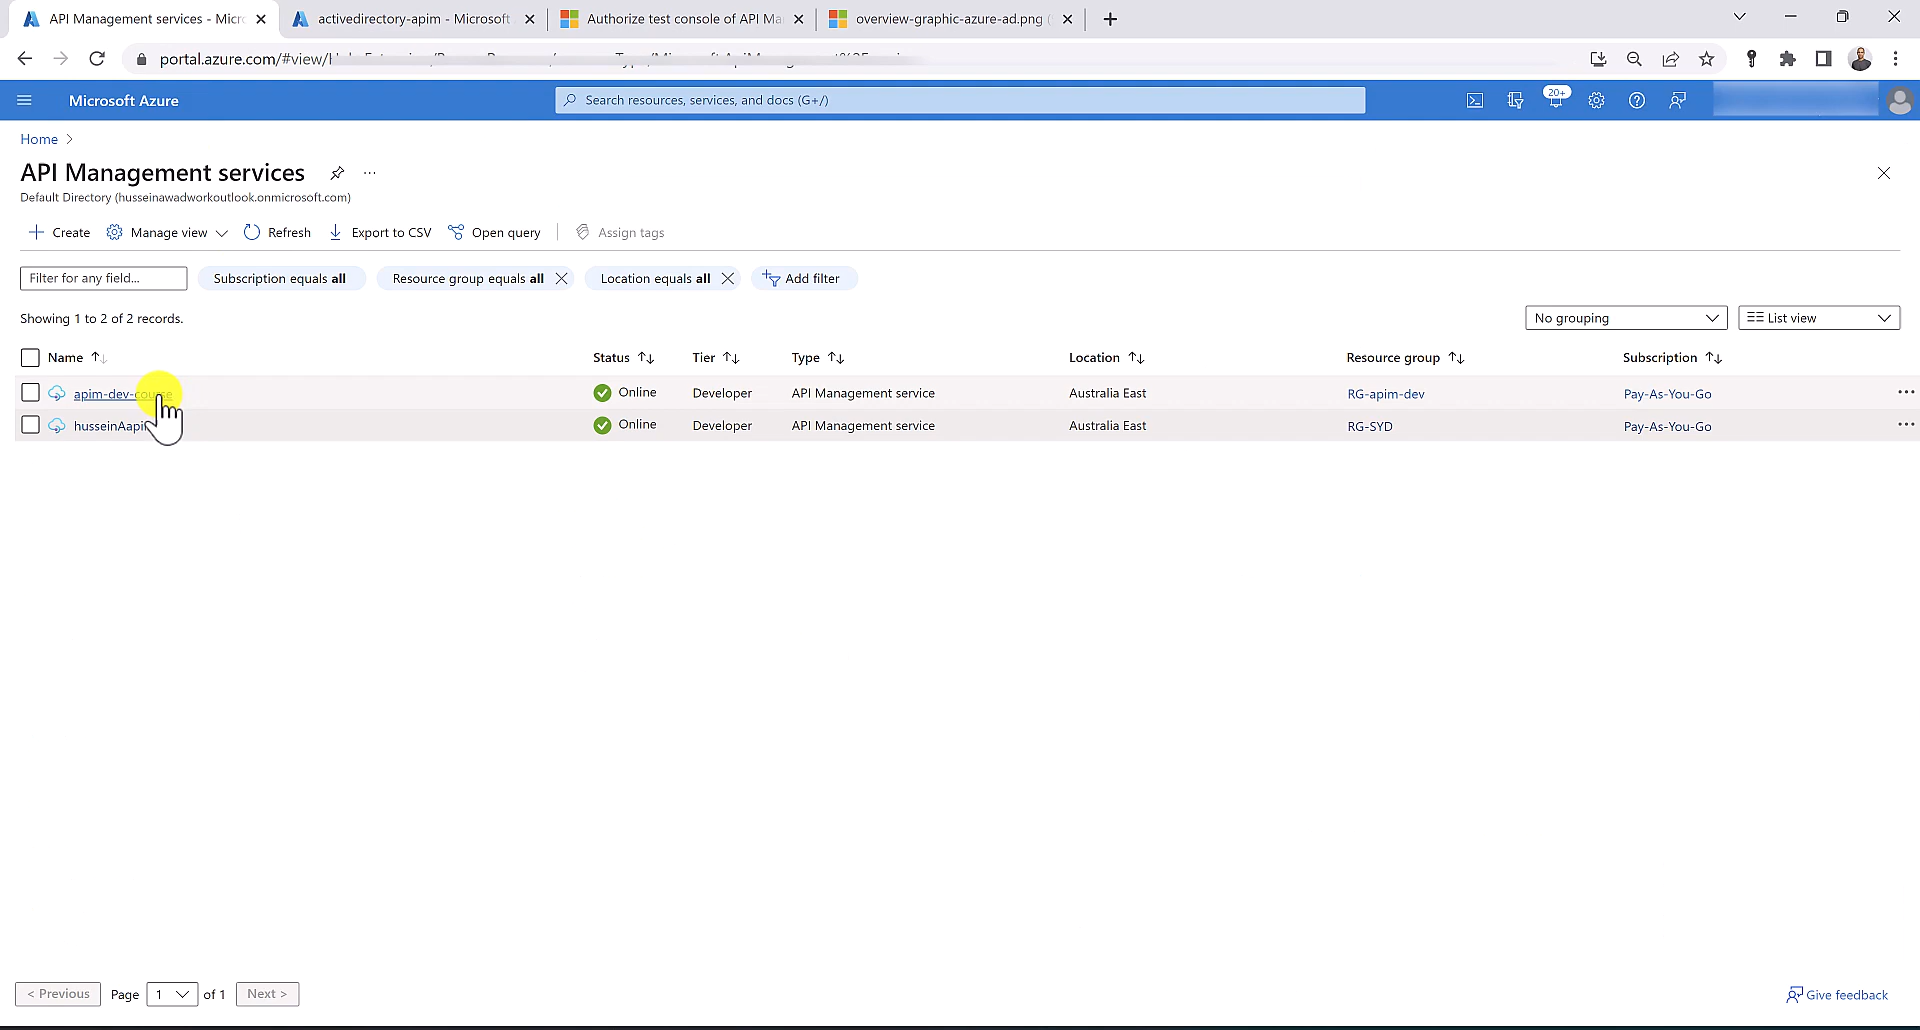 API Management services - Micro
activedirectory-apim - Microsoft
Authorize test console of API Ma
overview-graphic-azure-ad.png (
portal.azure.com/#view/
Microsoft Azure
Search resources, services, and docs (G+/)
20+
Home
API Management services
Default Directory (husseinawadworkoutlook.onmicrosoft.com)
Create
Manage view
Refresh
Export to CSV
Open query
Assign tags
Filter for any field...
Subscription equals all
Resource group equals all
Location equals all
Add filter
Showing 1 to 2 of 2 records.
No grouping
List view
Name Status Tier Type Location Resource group Subscription
apim-dev-course Online Developer API Management service Australia East RG-apim-dev Pay-As-You-Go
Online Developer API Management service Australia East RG-SYD Pay-As-You-Go
< Previous Page 1 of 1 Next >
Give feedback